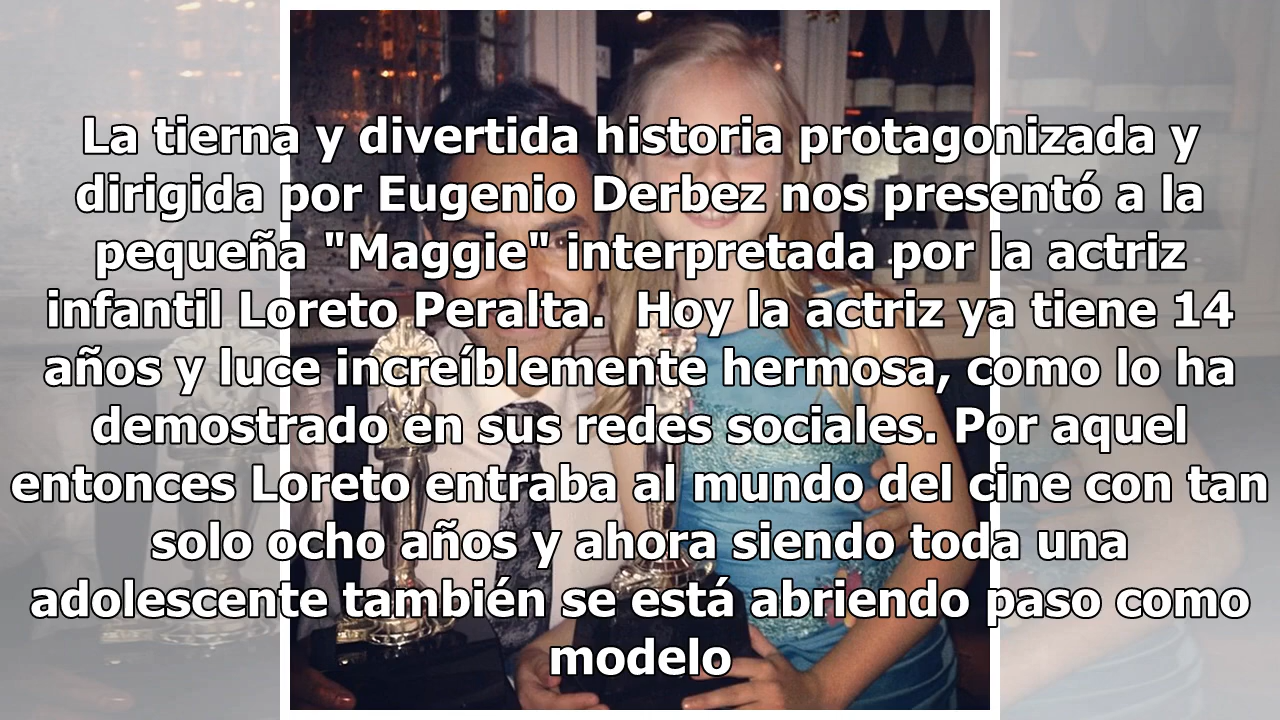 La tierna y divertida historia protagonizada y
dirigida por Eugenio Derbez nos presentó a la
pequeña "Maggie" interpretada por la actriz
infantil Loreto Peralta.  Hoy la actriz ya tiene 14
años y luce increíblemente hermosa, como lo ha
demostrado en sus redes sociales. Por aquel
entonces Loreto entraba al mundo del cine con tan
solo ocho años y ahora siendo toda una
adolescente también se está abriendo paso como
modelo